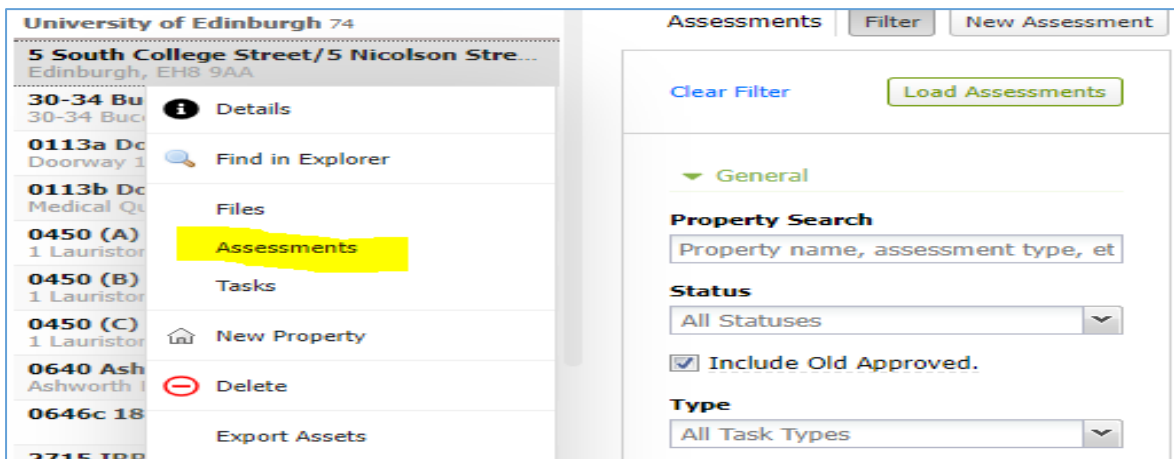 University of Edinburgh 74
5 South College Street/5 Nicolson Stre...
Edinburgh, EH8 9AA
30-34 Bu
30-34 Buc
0113a Do
Doorway 1
0113b Do
Medical Qu
0450 (A)
1 Lauriston
0450 (B)
1 Lauriston
0450 (C)
1 Lauriston
0640 Ash
Ashworth
0646c 18
Details
Find in Explorer
Files
Assessments
Tasks
New Property
Delete
Export Assets
Assessments Filter New Assessment
Clear Filter Load Assessments
General
Property Search
Property name, assessment type, et
Status
All Statuses
Include Old Approved.
Type
All Task Types